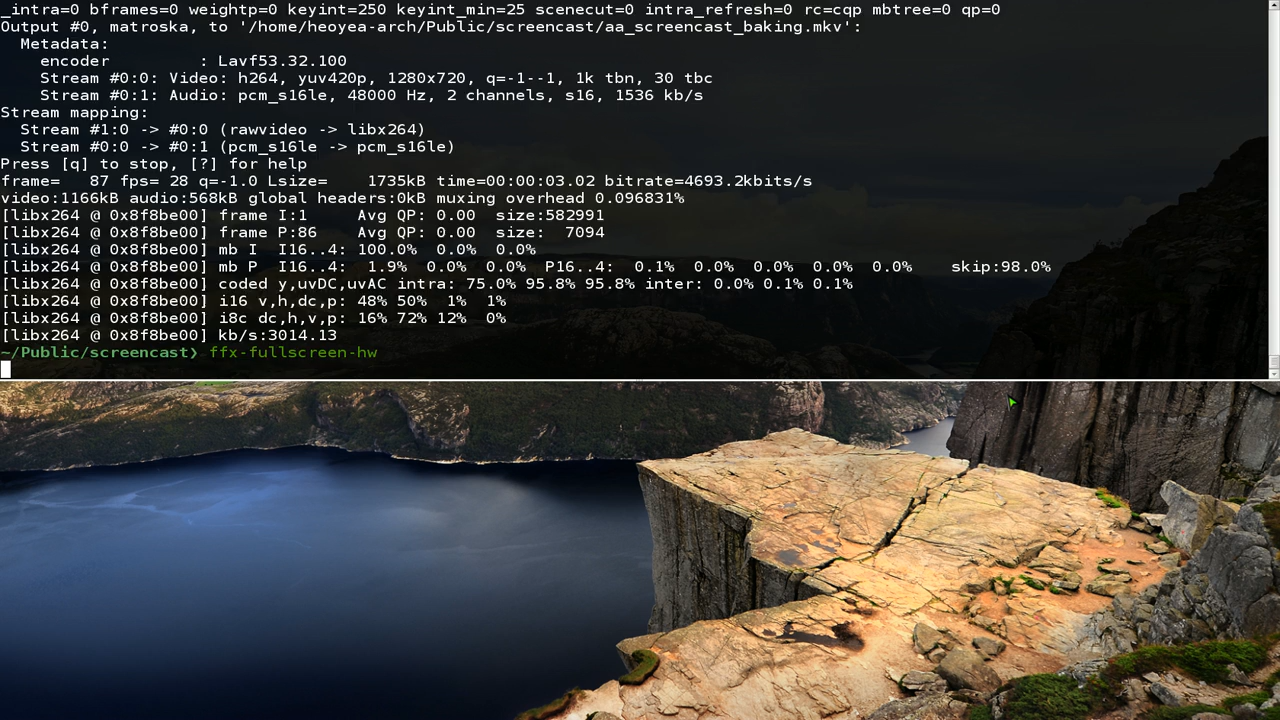 _intra=0 bframes=0 weightp=0 keyint=250 keyint_min=25 scenecut=0 intra_refresh=0 rc=cqp mbtree=0 qp=0
Output #0, matroska, to '/home/heoyea-arch/Public/screencast/aa_screencast_baking.mkv':
  Metadata:
    encoder         : Lavf53.32.100
    Stream #0:0: Video: h264, yuv420p, 1280x720, q=-1--1, 1k tbn, 30 tbc
    Stream #0:1: Audio: pcm_s16le, 48000 Hz, 2 channels, s16, 1536 kb/s
Stream mapping:
  Stream #1:0 -> #0:0 (rawvideo -> libx264)
  Stream #0:0 -> #0:1 (pcm_s16le -> pcm_s16le)
Press [q] to stop, [?] for help
frame=   87 fps= 28 q=-1.0 Lsize=    1735kB time=00:00:03.02 bitrate=4693.2kbits/s
video:1166kB audio:568kB global headers:0kB muxing overhead 0.096831%
[libx264 @ 0x8f8be00] frame I:1     Avg QP: 0.00  size:582991
[libx264 @ 0x8f8be00] frame P:86    Avg QP: 0.00  size:  7094
[libx264 @ 0x8f8be00] mb I  I16..4: 100.0%  0.0%  0.0%
[libx264 @ 0x8f8be00] mb P  I16..4:  1.9%  0.0%  0.0%  P16..4:  0.1%  0.0%  0.0%  0.0%  0.0%    skip:98.0%
[libx264 @ 0x8f8be00] coded y,uvDC,uvAC intra: 75.0% 95.8% 95.8% inter: 0.0% 0.1% 0.1%
[libx264 @ 0x8f8be00] i16 v,h,dc,p: 48% 50%  1%  1%
[libx264 @ 0x8f8be00] i8c dc,h,v,p: 16% 72% 12%  0%
[libx264 @ 0x8f8be00] kb/s:3014.13
~/Public/screencast❯ ffx-fullscreen-hw